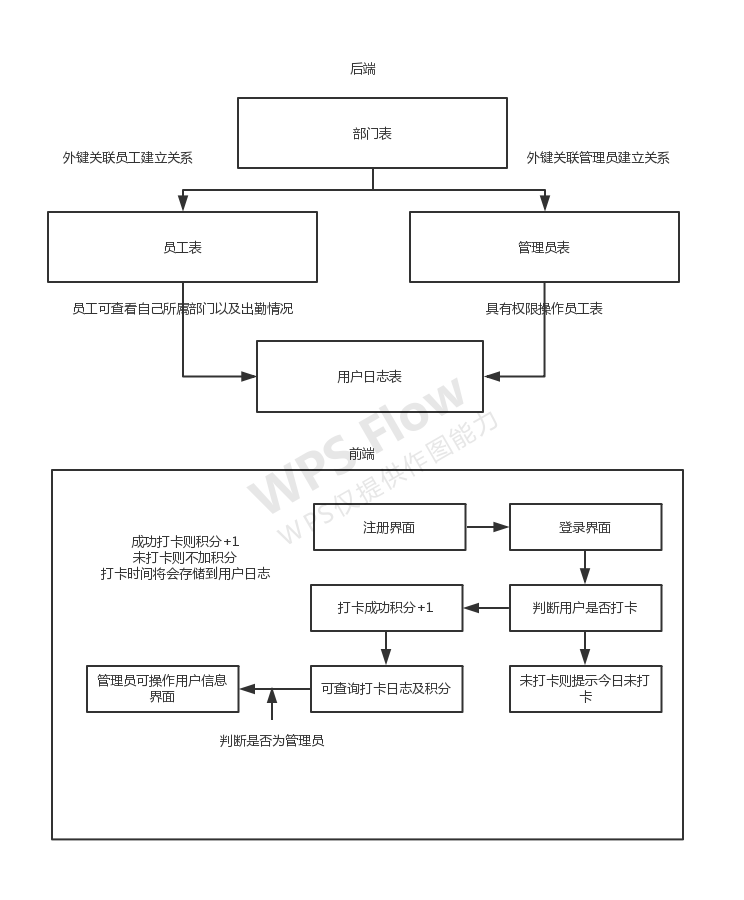 后端
部门表
外键关联员工建立关系
外键关联管理员建立关系
员工表
管理员表
员工可查看自己所属部门以及出勤情况
具有权限操作员工表
用户日志表
WPS Flow
WPS仅提供作图能力
前端
注册界面
登录界面
成功打卡则积分+1
未打卡则不加积分
打卡时间将会存储到用户日志
打卡成功积分+1
判断用户是否打卡
管理员可操作用户信息
界面
可查询打卡日志及积分
未打卡则提示今日未打
卡
判断是否为管理员